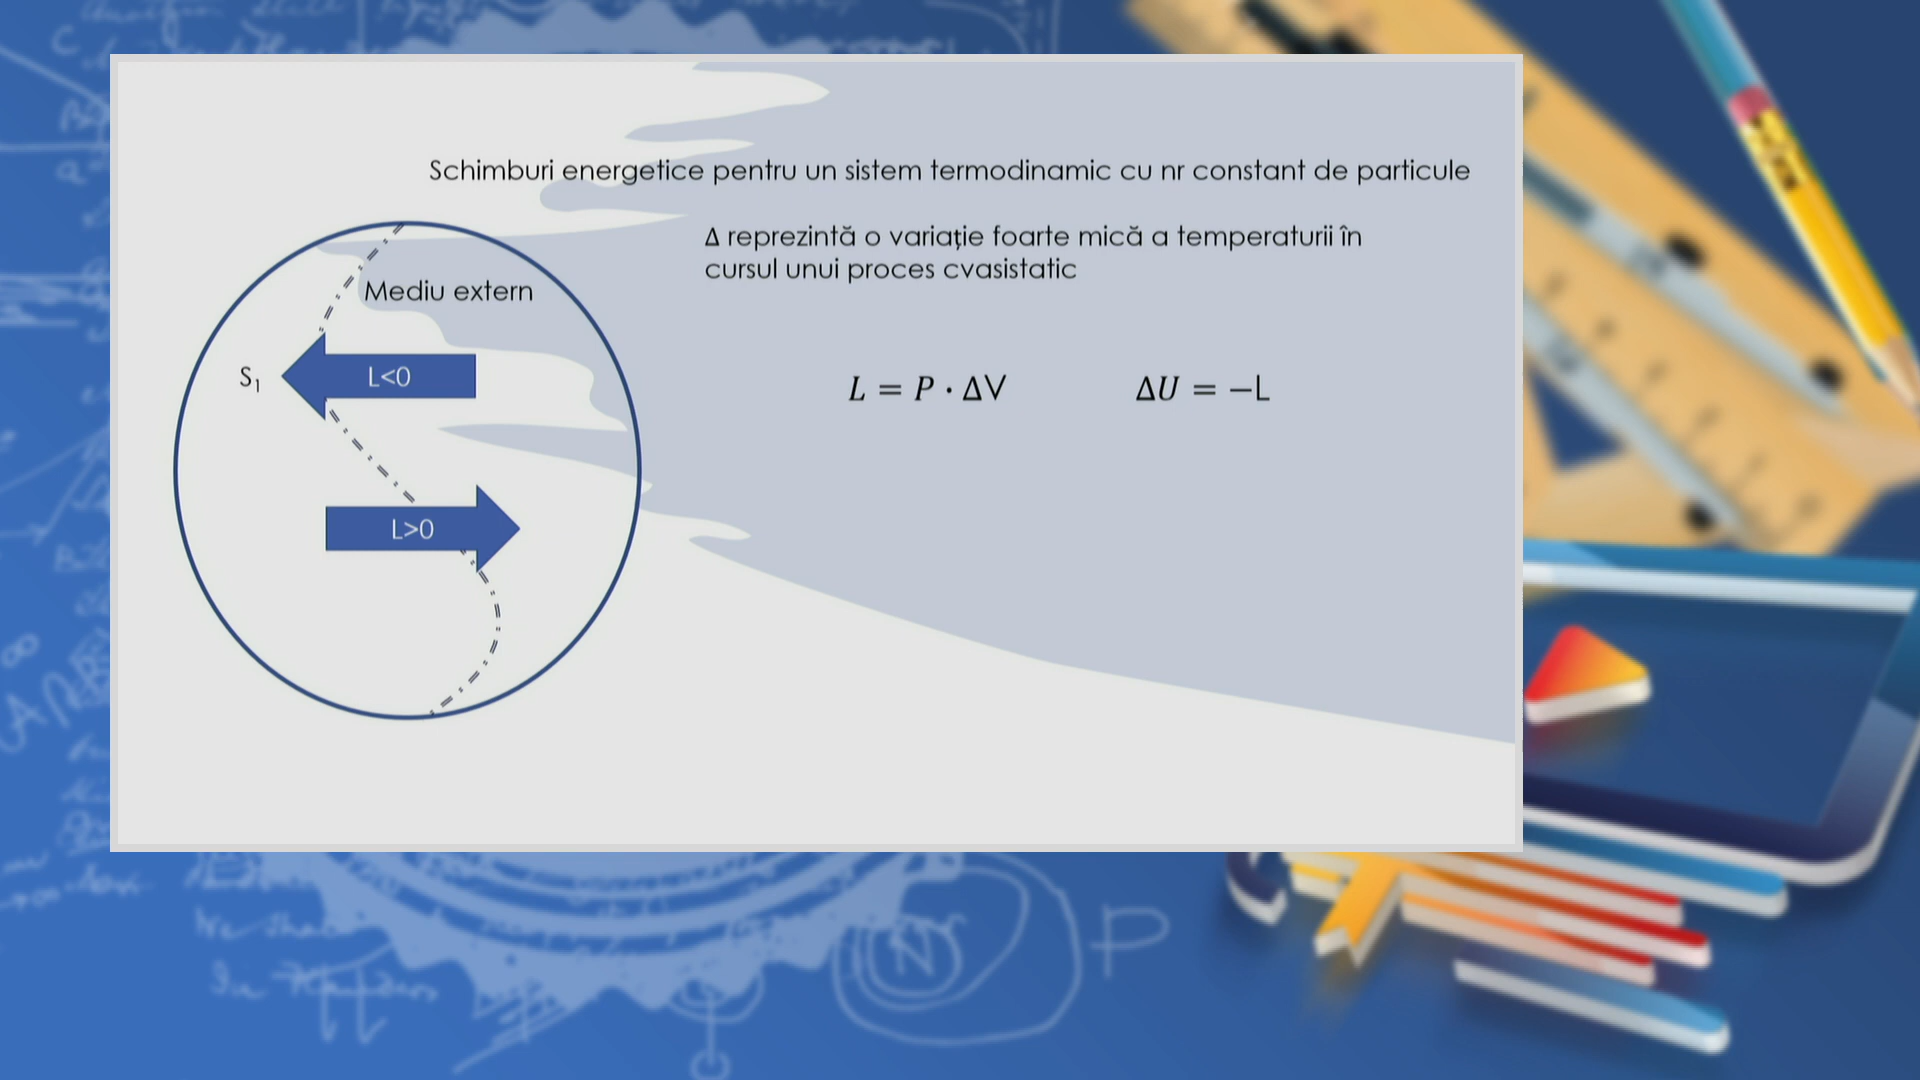 Schimburi energetice pentru un sistem termodinamic cu nr constant de particule
Δ reprezintă o variație foarte mică a temperaturii în
cursul unui proces cvasistatic
Mediu extern
S₁
L<0
L = P · ΔV
ΔU = −L
L>0
N
P